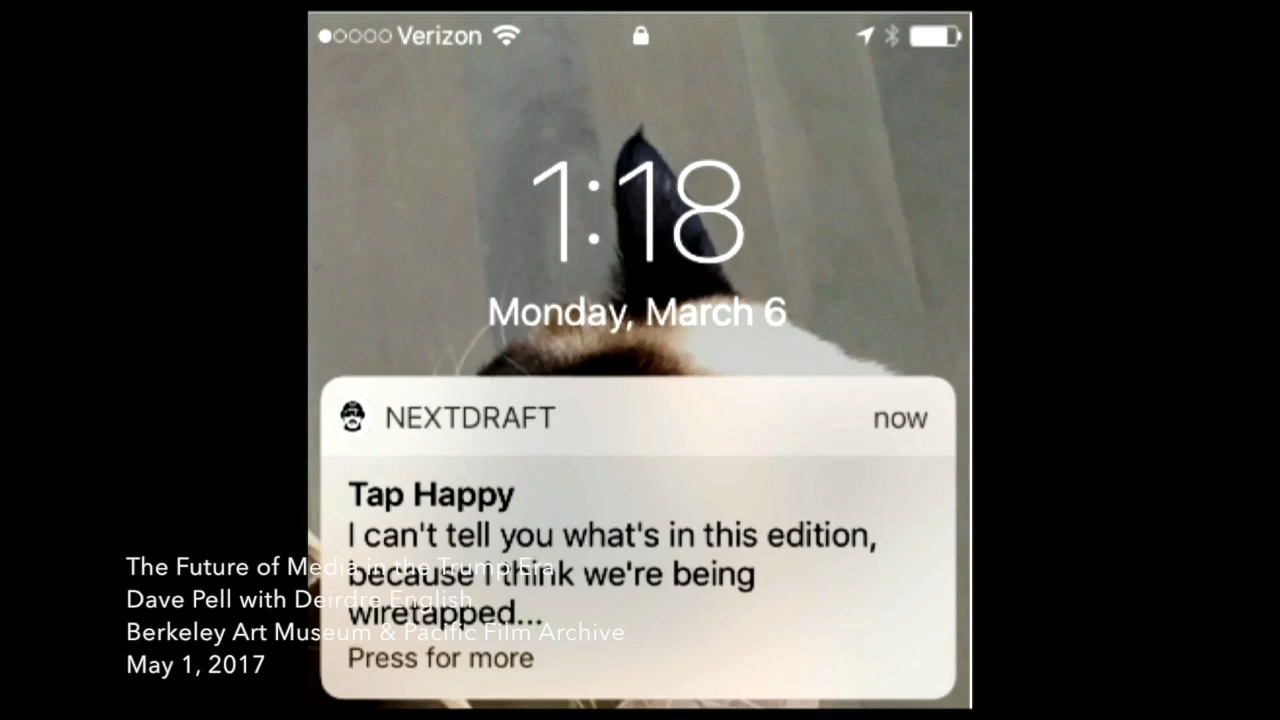 Verizon
1:18
Monday, March 6
NEXTDRAFT now
Tap Happy
I can't tell you what's in this edition,
because I think we're being
wiretapped...
Press for more
The Future of Media in the Trump Era
Dave Pell with Deirdre English
Berkeley Art Museum & Pacific Film Archive
May 1, 2017